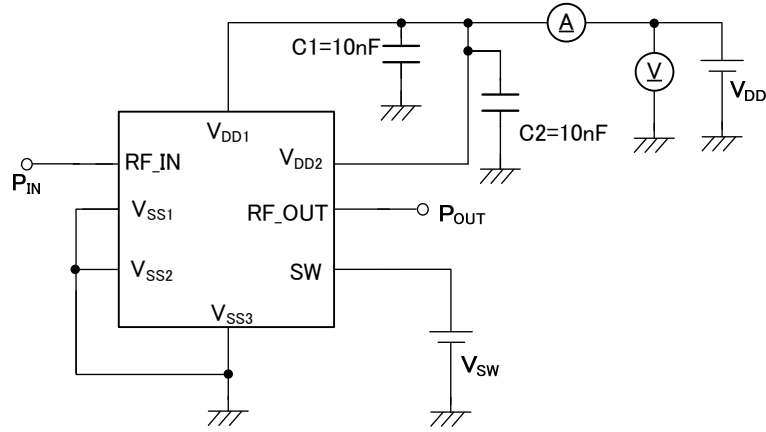 A
C1=10nF
V
V_DD
C2=10nF
V_DD1
RF_IN
V_DD2
P_IN
V_SS1
RF_OUT
P_OUT
V_SS2
SW
V_SS3
V_SW